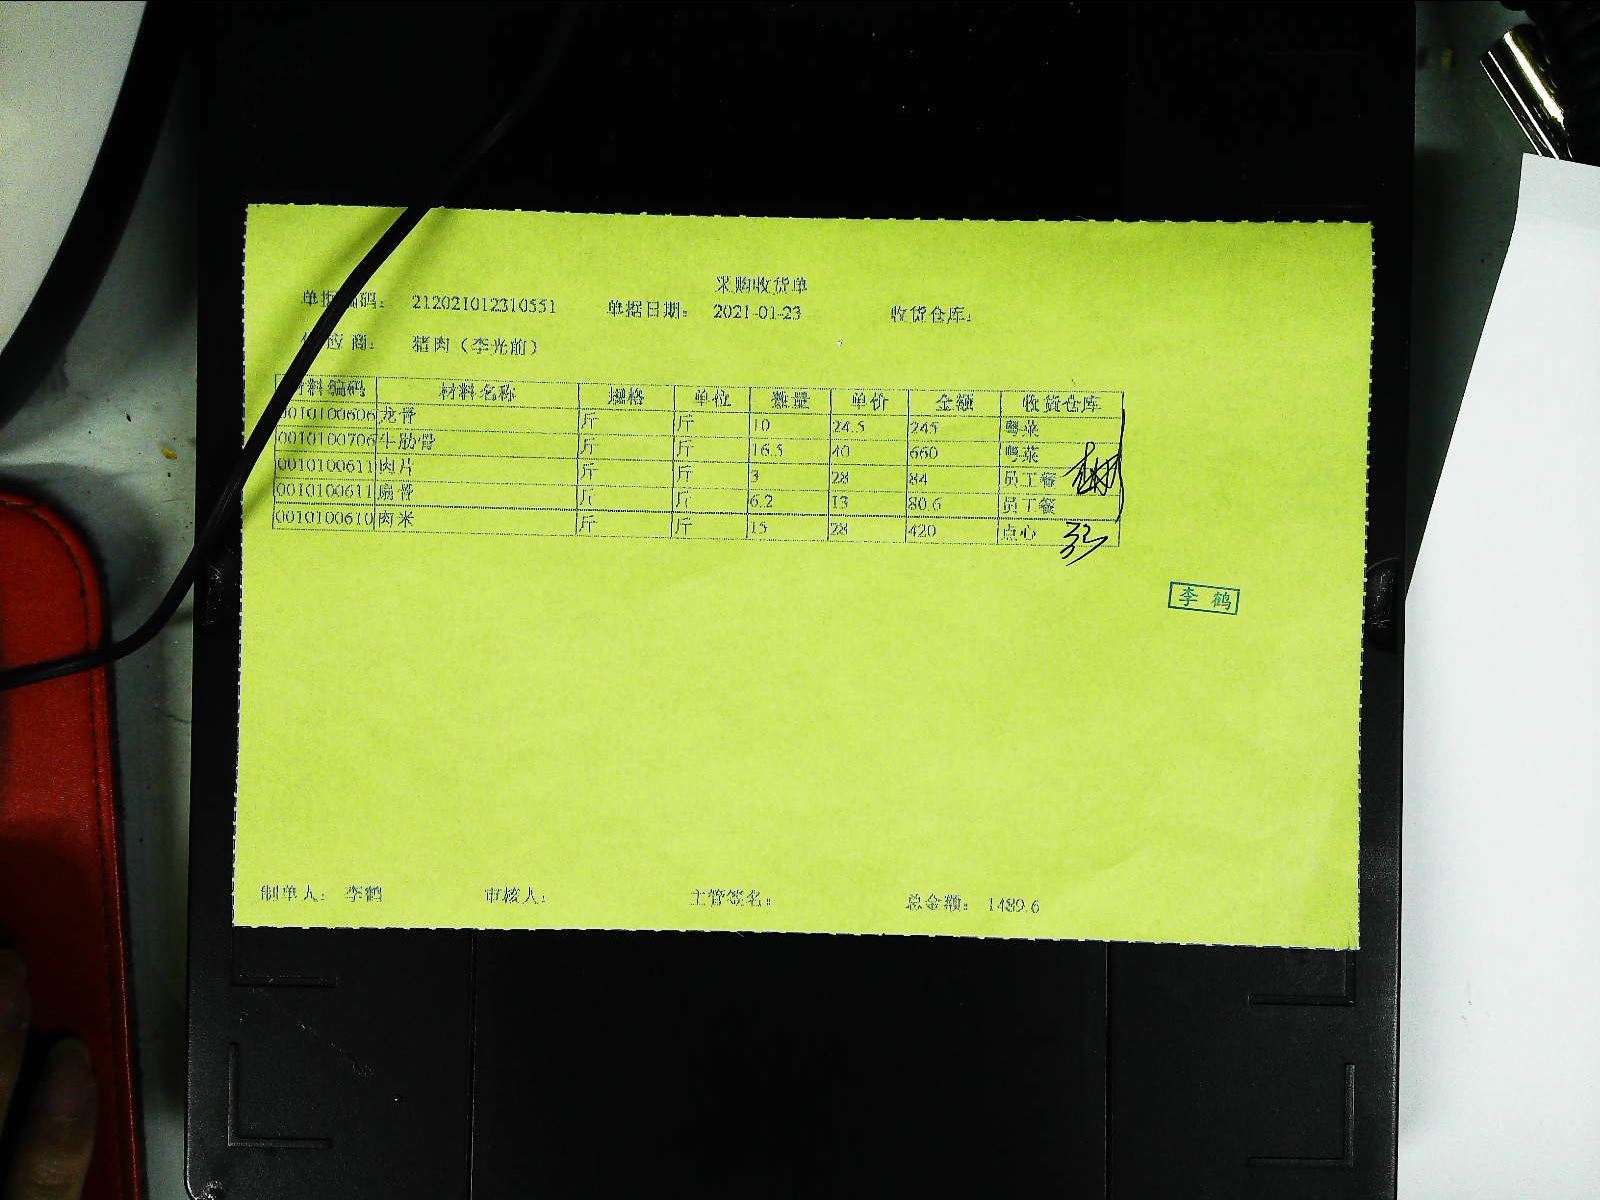 采购收货单
单据编码： 212021012310551 单据日期： 2021-01-23 收货仓库：
供应商： 猪肉（李光前）
材料编码 材料名称 规格 单位 数量 单价 金额 收货仓库
0010100606 龙骨 斤 斤 10 24.5 245 粤菜
0010100706 牛肋骨 斤 斤 16.5 40 660 粤菜
0010100611 肉片 斤 斤 3 28 84 员工餐
0010100611 扇骨 斤 斤 6.2 13 80.6 员工餐
0010100610 肉米 斤 斤 15 28 420 点心
李鹤
制单人： 李鹤 审核人： 主管签名： 总金额： 1489.6